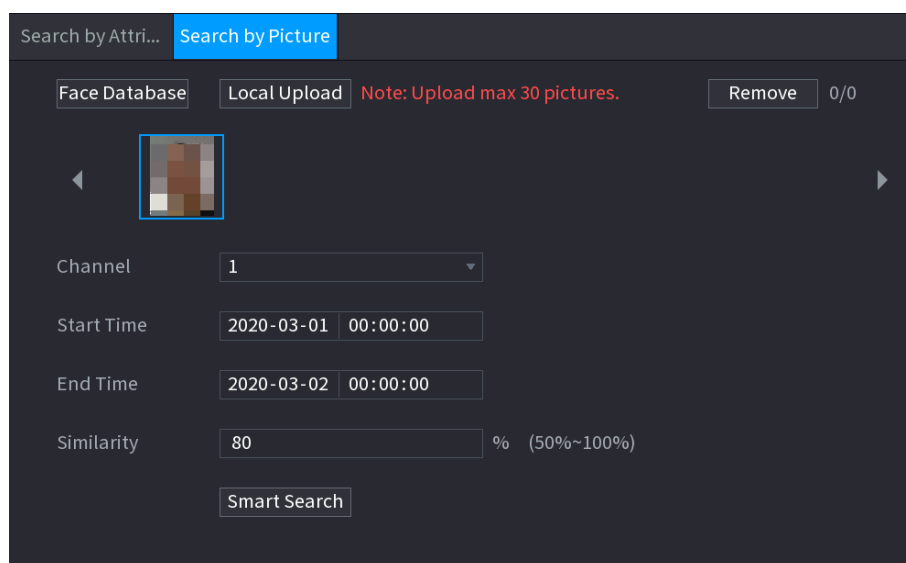 Search by Attri... Search by Picture
Face Database Local Upload Note: Upload max 30 pictures. Remove 0/0
Channel 1
Start Time 2020-03-01 00:00:00
End Time 2020-03-02 00:00:00
Similarity 80 % (50%~100%)
Smart Search